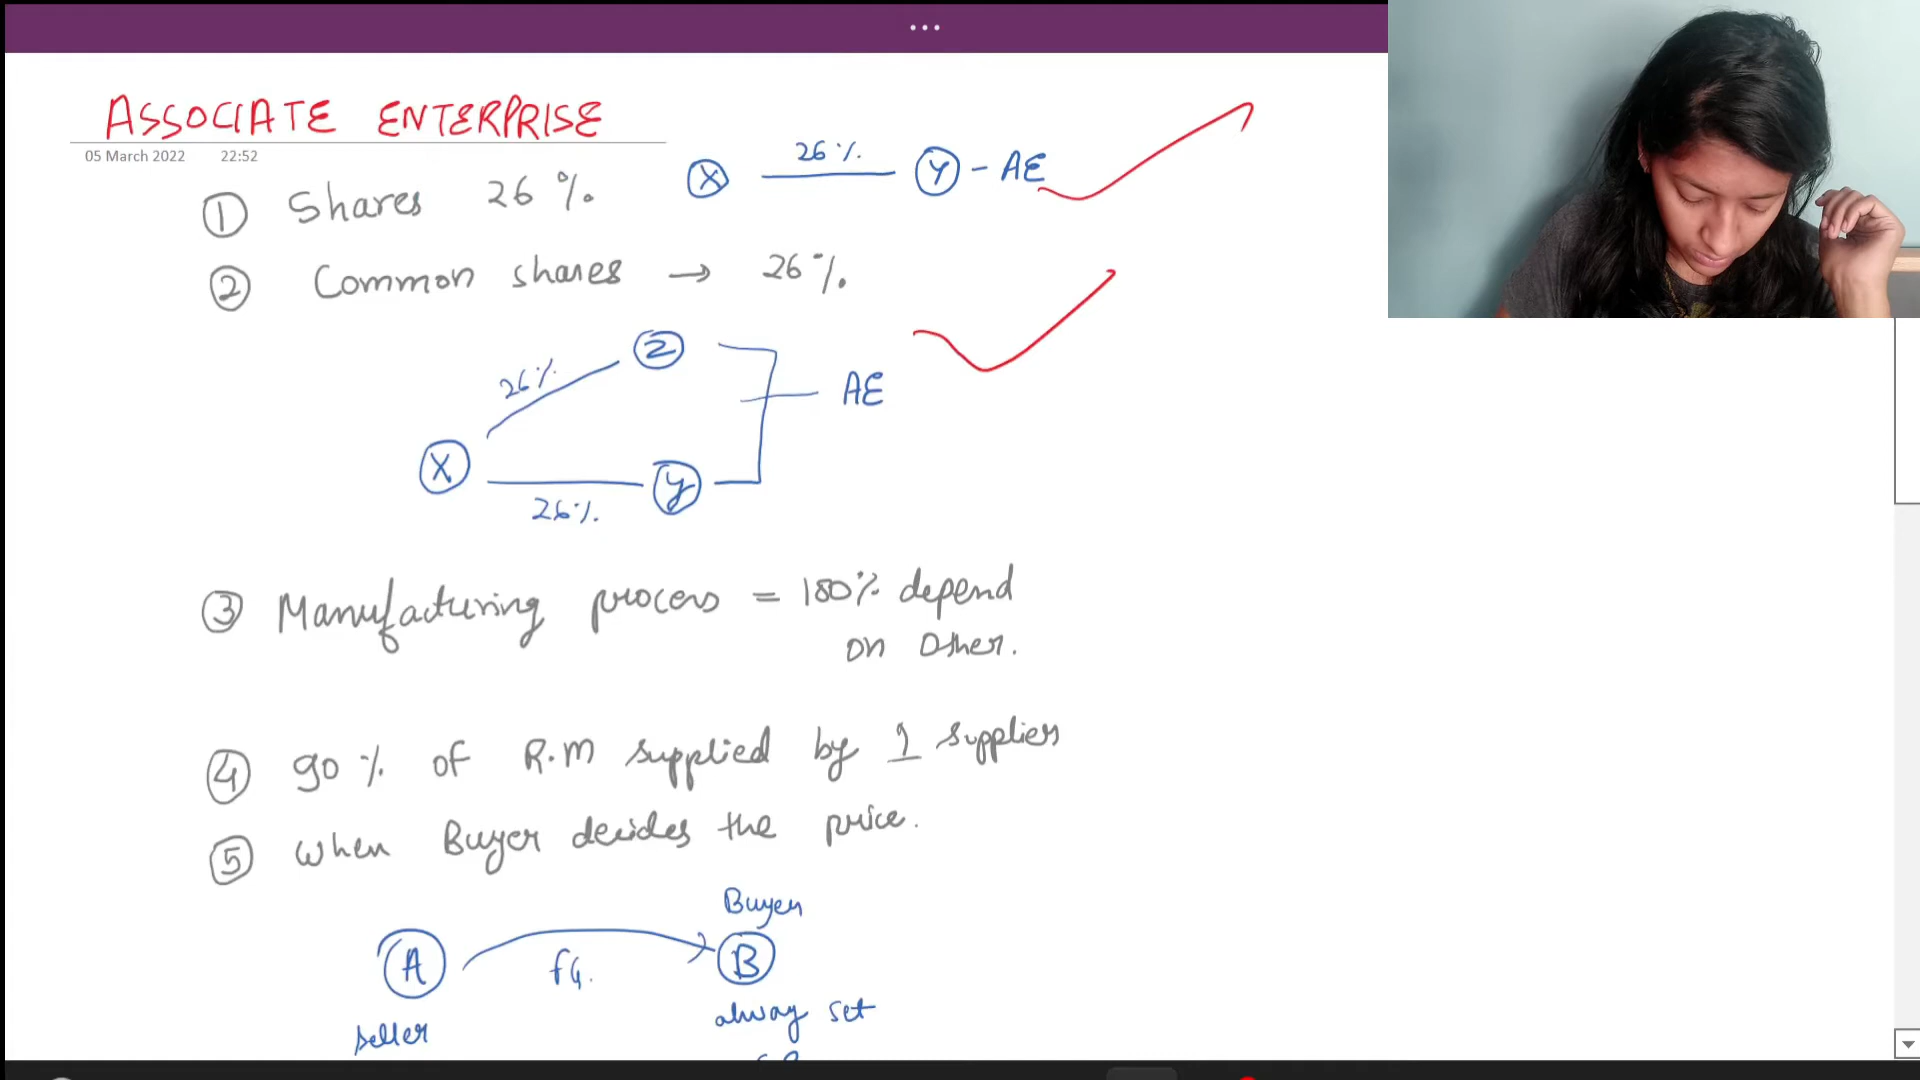 ...
ASSOCIATE ENTERPRISE
05 March 2022 22:52
① Shares 26 %.
X 26 %. Y - AE
② Common shares → 26 %.
26 %. Z
AE
X Y
26 %.
③ Manufacturing process = 100 %. depend
on Other.
④ 90 % of R.M supplied by 1 suppliers
⑤ When Buyer decides the price.
Buyer
A FG. B
seller
alway set